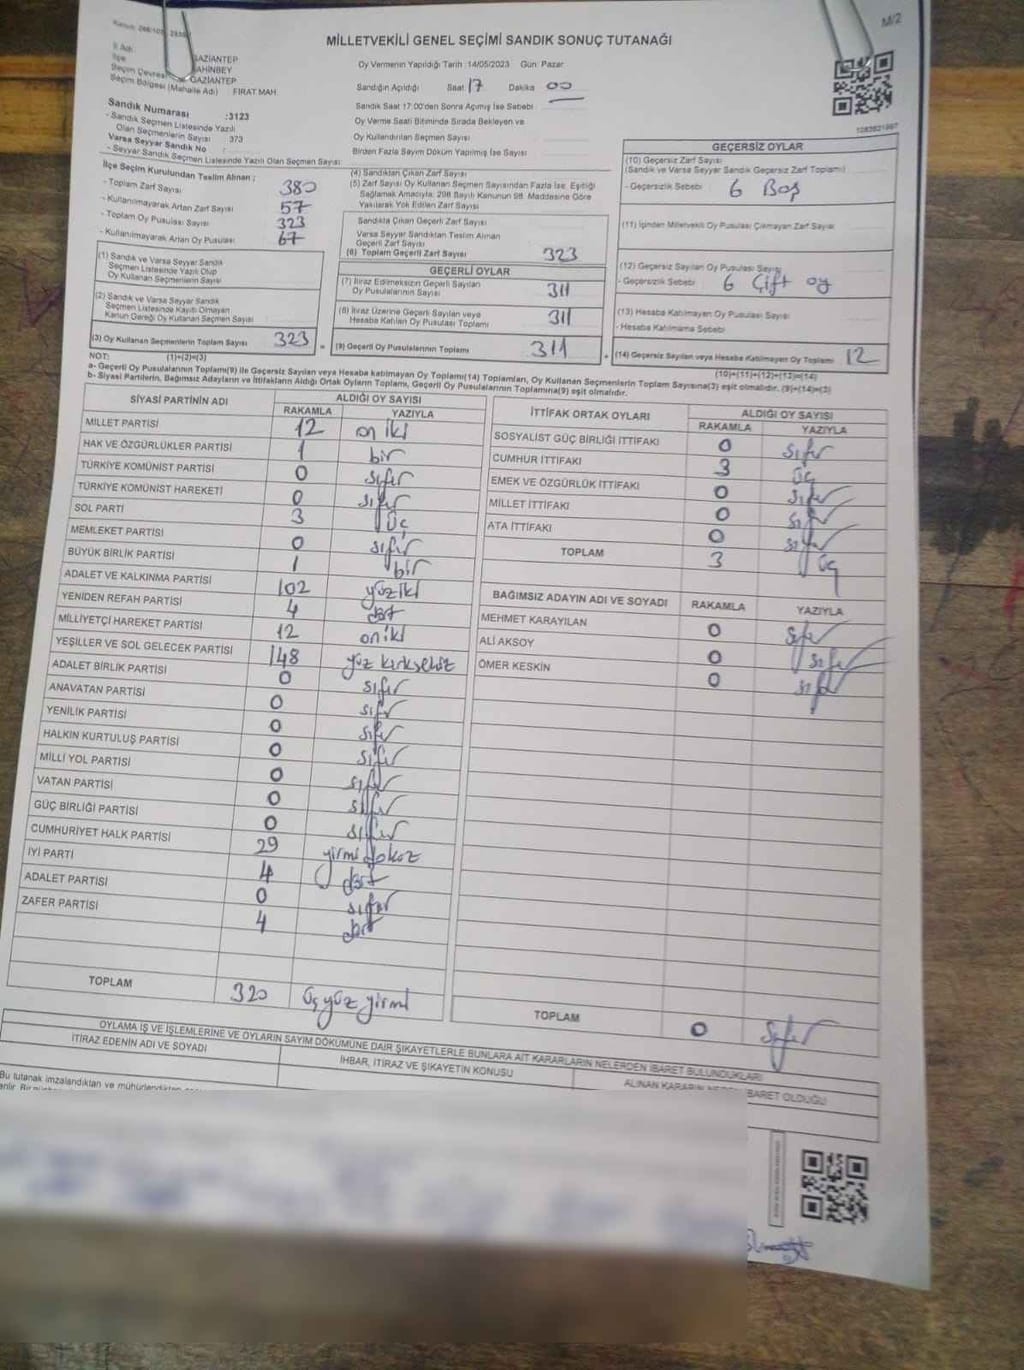 M/2
MİLLETVEKİLİ GENEL SEÇİMİ SANDIK SONUÇ TUTANAĞI
İl Adı
İlçe
Seçim Çevresi
Seçim Bölgesi (Mahalle Adı)
GAZİANTEP
ŞAHİNBEY
GAZİANTEP
FIRAT MAH.
Sandık Numarası :3123
- Sandık Seçmen Listesinde Yazılı
Olan Seçmenlerin Sayısı 373
Varsa Seyyar Sandık No
- Seyyar Sandık Seçmen Listesinde Yazılı Olan Seçmen Sayısı:
İlçe Seçim Kurulundan Teslim Alınan ;
- Toplam Zarf Sayısı 380
- Kullanılmayarak Artan Zarf Sayısı 57
- Toplam Oy Pusulası Sayısı 323
- Kullanılmayarak Artan Oy Pusulası 67
(1) Sandık ve Varsa Seyyar Sandık
Seçmen Listesinde Yazılı Olup
Oy Kullanan Seçmenlerin Sayısı
(2) Sandık ve Varsa Seyyar Sandık
Seçmen Listesinde Kayıtlı Olmayan
Kanun Gereği Oy Kullanan Seçmen Sayısı
(3) Oy Kullanan Seçmenlerin Toplam Sayısı 323
Oy Vermenin Yapıldığı Tarih :14/05/2023 Gün: Pazar
Sandığın Açıldığı Saat 17 Dakika 00
Sandık Saat 17:00'den Sonra Açılmış İse Sebebi
Oy Verme Saati Bitiminde Sırada Bekleyen ve
Oy Kullandırılan Seçmen Sayısı
Birden Fazla Sayım Döküm Yapılmış İse Sayısı
(4) Sandıktan Çıkan Zarf Sayısı
(5) Zarf Sayısı Oy Kullanan Seçmen Sayısından Fazla İse, Eşitliği
Sağlamak Amacıyla, 298 Sayılı Kanunun 98. Maddesine Göre
Yakılarak Yok Edilen Zarf Sayısı
Sandıkta Çıkan Geçerli Zarf Sayısı
Varsa Seyyar Sandıktan Teslim Alınan
Geçerli Zarf Sayısı
(6) Toplam Geçerli Zarf Sayısı 323
GEÇERLİ OYLAR
(7) İtiraz Edilmeksizin Geçerli Sayılan
Oy Pusulalarının Sayısı 311
(8) İtiraz Üzerine Geçerli Sayılan veya
Hesaba Katılan Oy Pusulası Toplamı 311
= (9) Geçerli Oy Pusulalarının Toplamı 311
GEÇERSİZ OYLAR
(10) Geçersiz Zarf Sayısı
(Sandık ve Varsa Seyyar Sandık Geçersiz Zarf Toplamı)
- Geçersizlik Sebebi 6 Boş
(11) İçinden Milletvekili Oy Pusulası Çıkmayan Zarf Sayısı
(12) Geçersiz Sayılan Oy Pusulası Sayısı
- Geçersizlik Sebebi 6 Çift oy
(13) Hesaba Katılmayan Oy Pusulası Sayısı
- Hesaba Katılmama Sebebi
+ (14) Geçersiz Sayılan veya Hesaba Katılmayan Oy Toplamı 12
NOT: (1)+(2)=(3) (10)+(11)+(12)+(13)=(14)
a- Geçerli Oy Pusulalarının Toplamı(9) ile Geçersiz Sayılan veya Hesaba katılmayan Oy Toplamı(14) Toplamları, Oy Kullanan Seçmenlerin Toplam Sayısına(3) eşit olmalıdır. (9)+(14)=(3)
b- Siyasi Partilerin, Bağımsız Adayların ve İttifakların Aldığı Ortak Oyların Toplamı, Geçerli Oy Pusulalarının Toplamına(9) eşit olmalıdır.
SİYASİ PARTİNİN ADI ALDIĞI OY SAYISI
RAKAMLA YAZIYLA
MİLLET PARTİSİ 12 on iki
HAK VE ÖZGÜRLÜKLER PARTİSİ 1 bir
TÜRKİYE KOMÜNİST PARTİSİ 0 sıfır
TÜRKİYE KOMÜNİST HAREKETİ 0 sıfır
SOL PARTİ 3 Üç
MEMLEKET PARTİSİ 0 sıfır
BÜYÜK BİRLİK PARTİSİ 1 bir
ADALET VE KALKINMA PARTİSİ 102 yüziki
YENİDEN REFAH PARTİSİ 4 dört
MİLLİYETÇİ HAREKET PARTİSİ 12 oniki
YEŞİLLER VE SOL GELECEK PARTİSİ 148 yüz kırksekiz
ADALET BİRLİK PARTİSİ 0 sıfır
ANAVATAN PARTİSİ 0 sıfır
YENİLİK PARTİSİ 0 sıfır
HALKIN KURTULUŞ PARTİSİ 0 sıfır
MİLLİ YOL PARTİSİ 0 sıfır
VATAN PARTİSİ 0 sıfır
GÜÇ BİRLİĞİ PARTİSİ 0 sıfır
CUMHURİYET HALK PARTİSİ 29 yirmi dokuz
İYİ PARTİ 4 dört
ADALET PARTİSİ 0 sıfır
ZAFER PARTİSİ 4 dört
TOPLAM 320 üçyüz yirmi
İTTİFAK ORTAK OYLARI ALDIĞI OY SAYISI
RAKAMLA YAZIYLA
SOSYALİST GÜÇ BİRLİĞİ İTTİFAKI 0 sıfır
CUMHUR İTTİFAKI 3 üç
EMEK VE ÖZGÜRLÜK İTTİFAKI 0 sıfır
MİLLET İTTİFAKI 0 sıfır
ATA İTTİFAKI 0 sıfır
TOPLAM 3 üç
BAĞIMSIZ ADAYIN ADI VE SOYADI RAKAMLA YAZIYLA
MEHMET KARAYILAN 0 sıfır
ALİ AKSOY 0 sıfır
ÖMER KESKİN 0 sıfır
TOPLAM 0 sıfır
OYLAMA İŞ VE İŞLEMLERİNE VE OYLARIN SAYIM DÖKÜMÜNE DAİR ŞİKAYETLERLE BUNLARA AİT KARARLARIN NELERDEN İBARET BULUNDUKLARI
İTİRAZ EDENİN ADI VE SOYADI İHBAR, İTİRAZ VE ŞİKAYETİN KONUSU ALINAN KARARIN NEDEN İBARET OLDUĞU
Bu tutanak imzalandıktan ve mühürlendikten